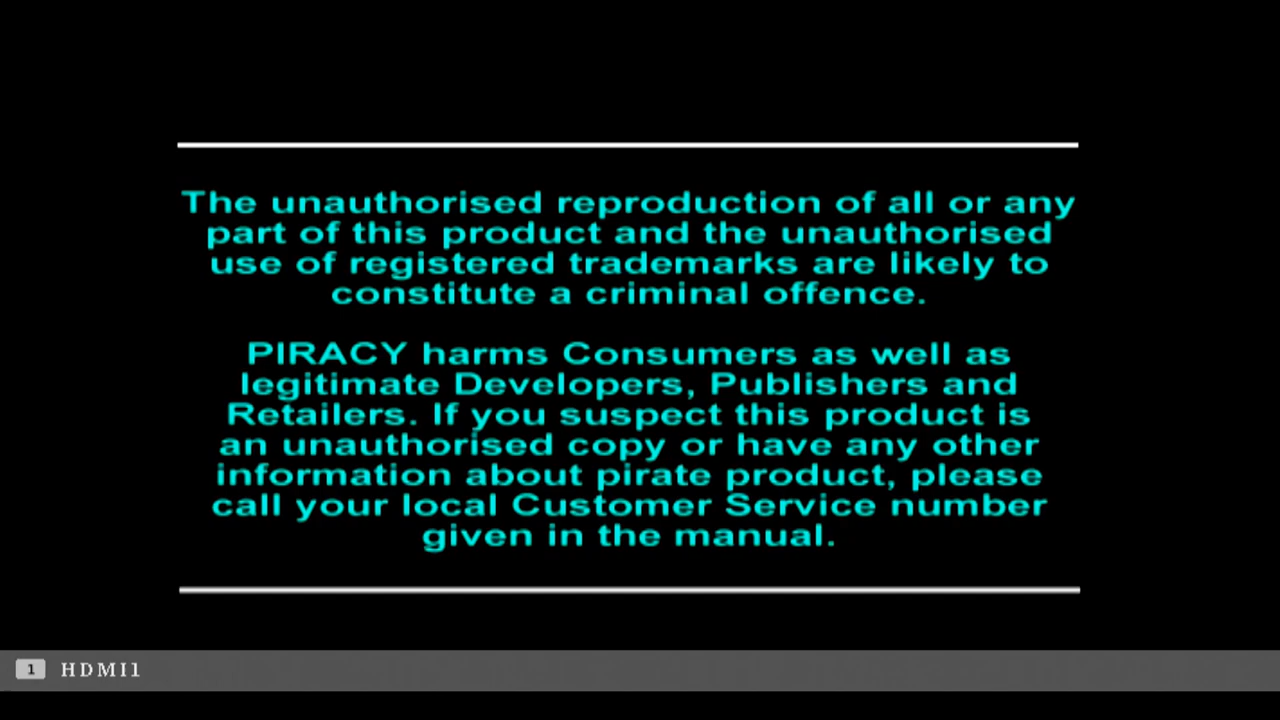 The unauthorised reproduction of all or any
part of this product and the unauthorised
use of registered trademarks are likely to
constitute a criminal offence.
PIRACY harms Consumers as well as
legitimate Developers, Publishers and
Retailers. If you suspect this product is
an unauthorised copy or have any other
information about pirate product, please
call your local Customer Service number
given in the manual.
1 HDMI1